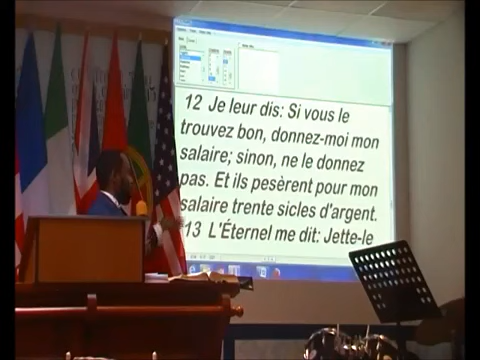 12 Je leur dis: Si vous le
trouvez bon, donnez-moi mon
salaire; sinon, ne le donnez
pas. Et ils pesèrent pour mon
salaire trente sicles d'argent.
13 L'Éternel me dit: Jette-le